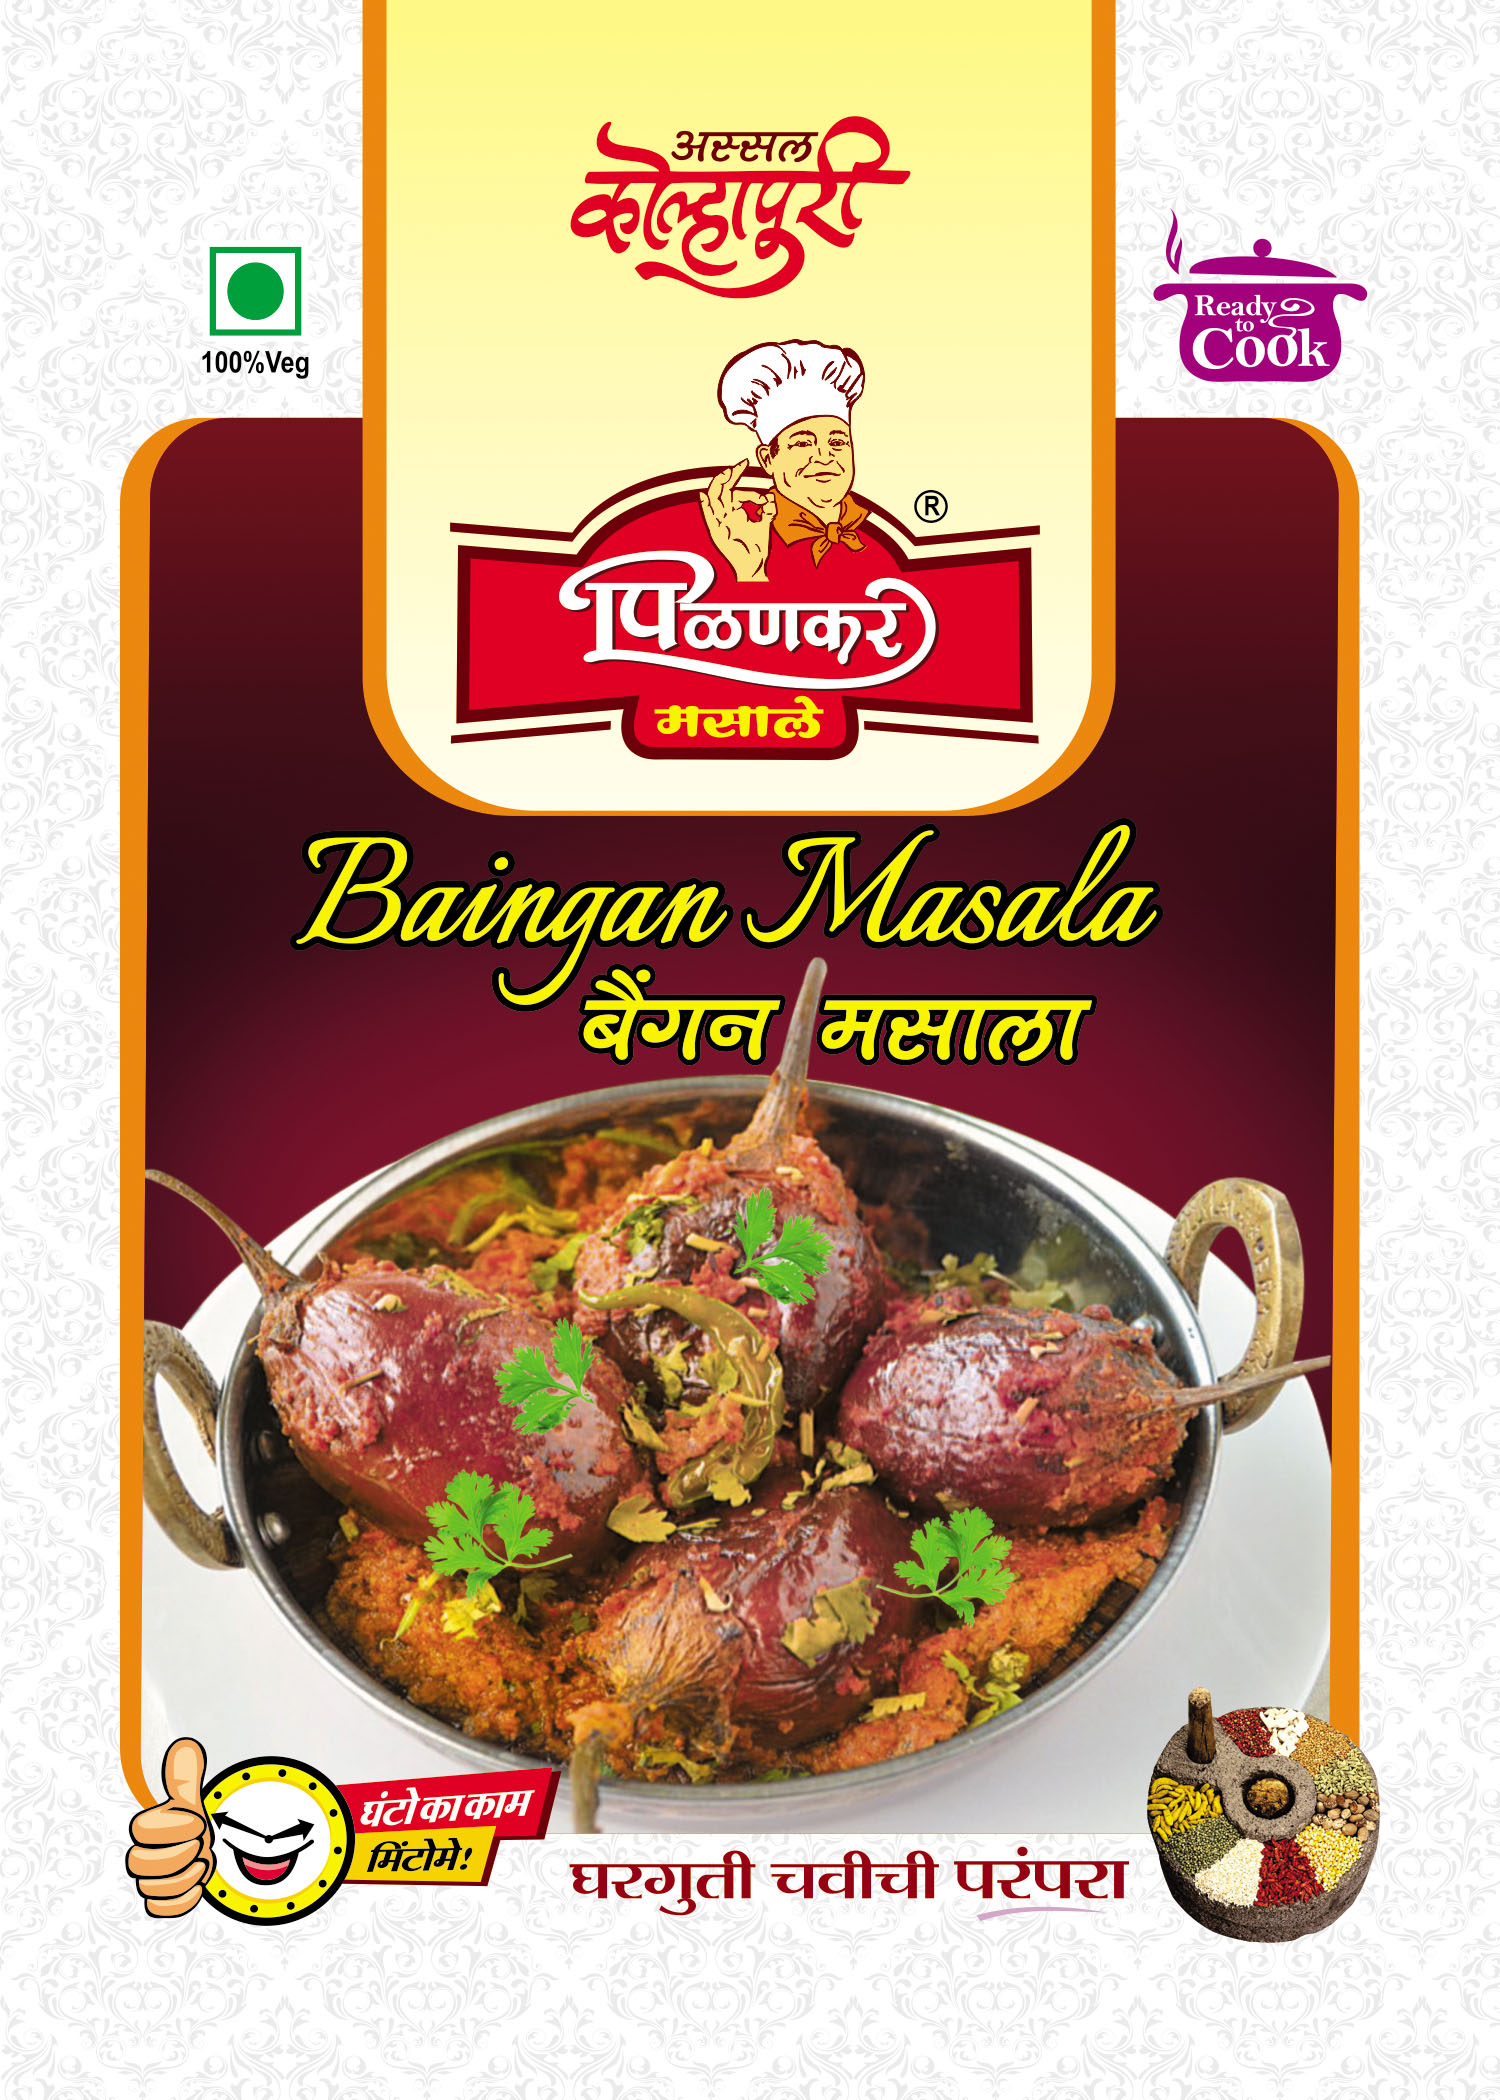 अस्सल
कोल्हापुरी
100%Veg
Ready
to
Cook
®
पिळणकर
मसाले
Baingan Masala
बैंगन मसाला
घंटो का काम
मिंटोमे!
घरगुती चवीची परंपरा